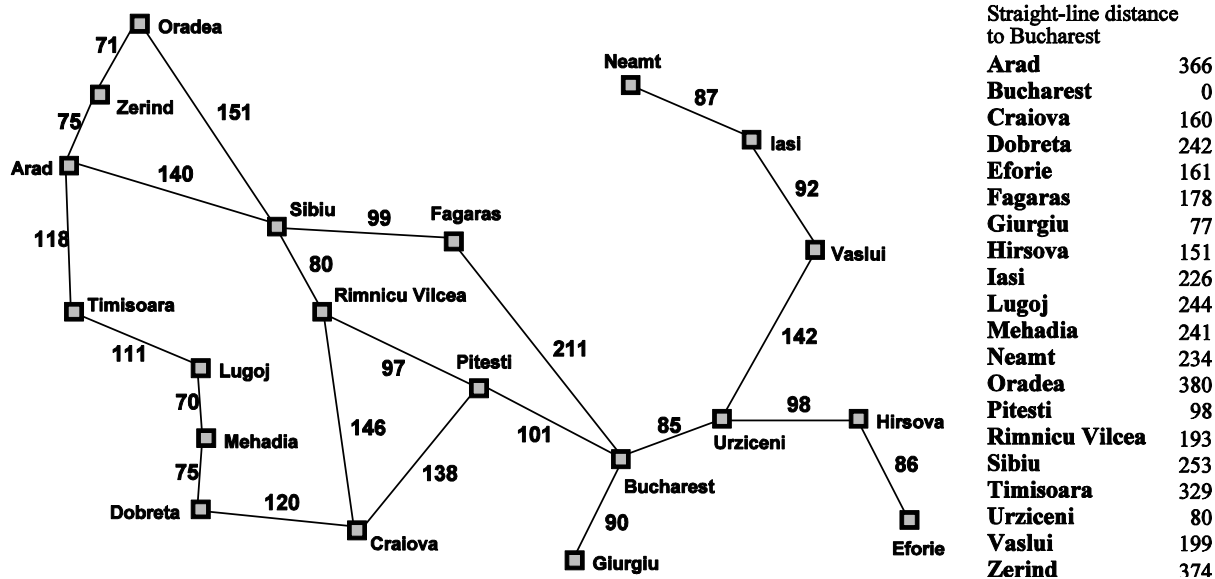 Oradea
71
Zerind
75
151
Arad
140
118
Sibiu
99
Fagaras
80
Rimnicu Vilcea
Timisoara
111
Lugoj
97
Pitesti
211
70
Mehadia
146
101
138
75
Dobreta
120
Craiova
Bucharest
90
Giurgiu
85
Urziceni
98
Hirsova
86
Eforie
142
Vaslui
92
Iasi
87
Neamt
Straight-line distance
to Bucharest
Arad 366
Bucharest 0
Craiova 160
Dobreta 242
Eforie 161
Fagaras 178
Giurgiu 77
Hirsova 151
Iasi 226
Lugoj 244
Mehadia 241
Neamt 234
Oradea 380
Pitesti 98
Rimnicu Vilcea 193
Sibiu 253
Timisoara 329
Urziceni 80
Vaslui 199
Zerind 374